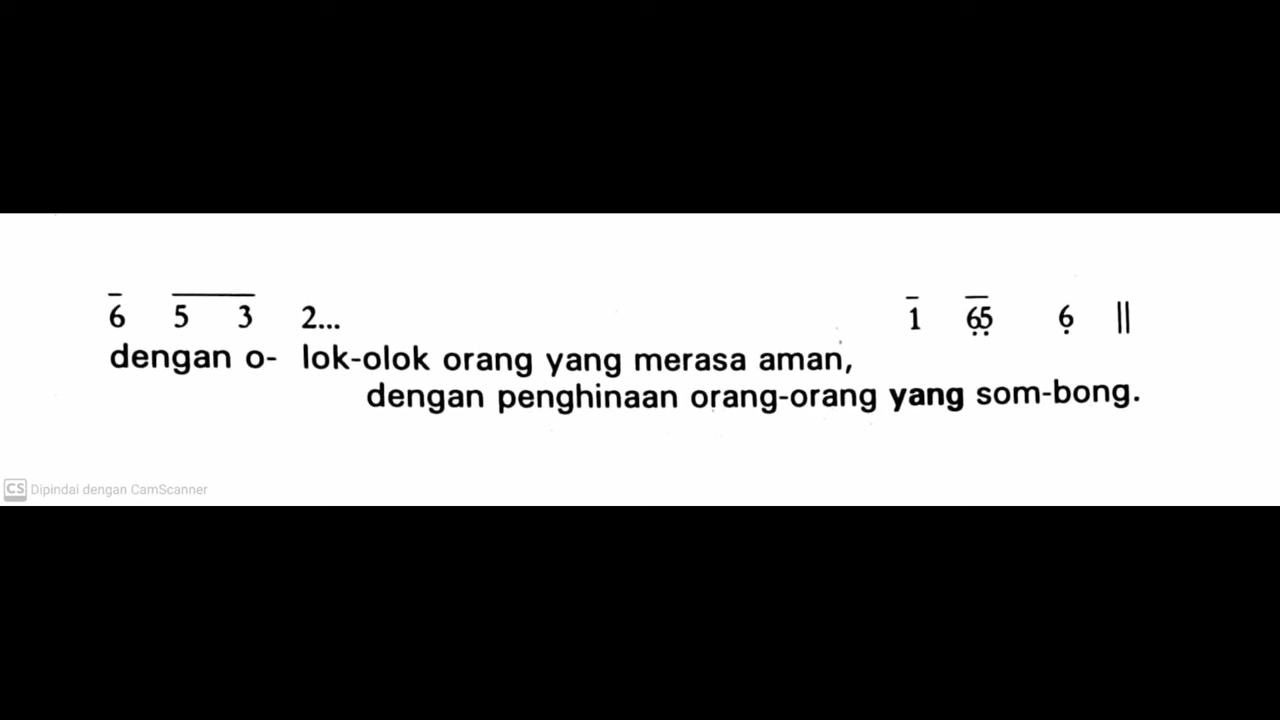 6 5 3 2... 1 65 6 ||
dengan o- lok-olok orang yang merasa aman,
dengan penghinaan orang-orang yang som-bong.
CS Dipindai dengan CamScanner